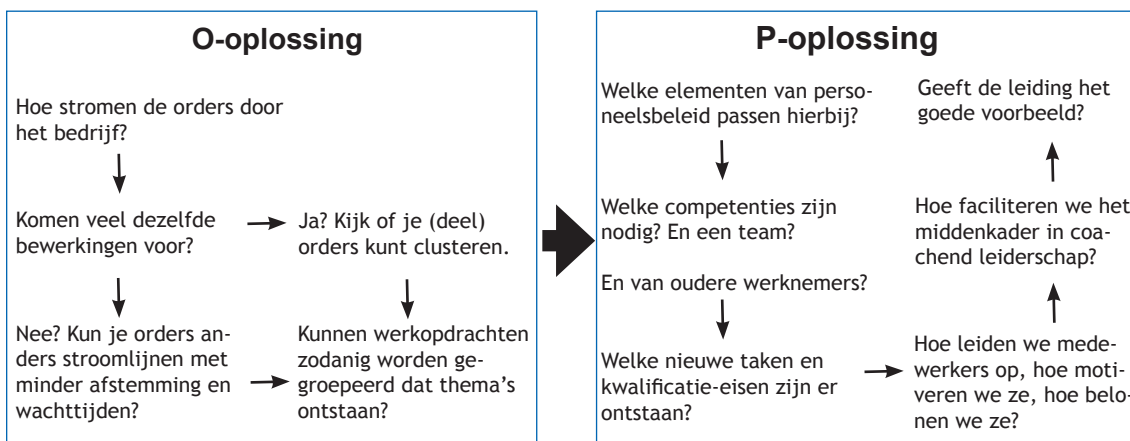 O-oplossing
Hoe stromen de orders door
het bedrijf?
Komen veel dezelfde
bewerkingen voor?
Ja? Kijk of je (deel)
orders kunt clusteren.
Nee? Kun je orders an-
ders stroomlijnen met
minder afstemming en
wachttijden?
Kunnen werkopdrachten
zodanig worden ge-
groepeerd dat thema's
ontstaan?
P-oplossing
Welke elementen van perso-
neelsbeleid passen hierbij?
Welke competenties zijn
nodig? En een team?
En van oudere werknemers?
Welke nieuwe taken en
kwalificatie-eisen zijn er
ontstaan?
Hoe leiden we mede-
werkers op, hoe moti-
veren we ze, hoe belo-
nen we ze?
Hoe faciliteren we het
middenkader in coa-
chend leiderschap?
Geeft de leiding het
goede voorbeeld?